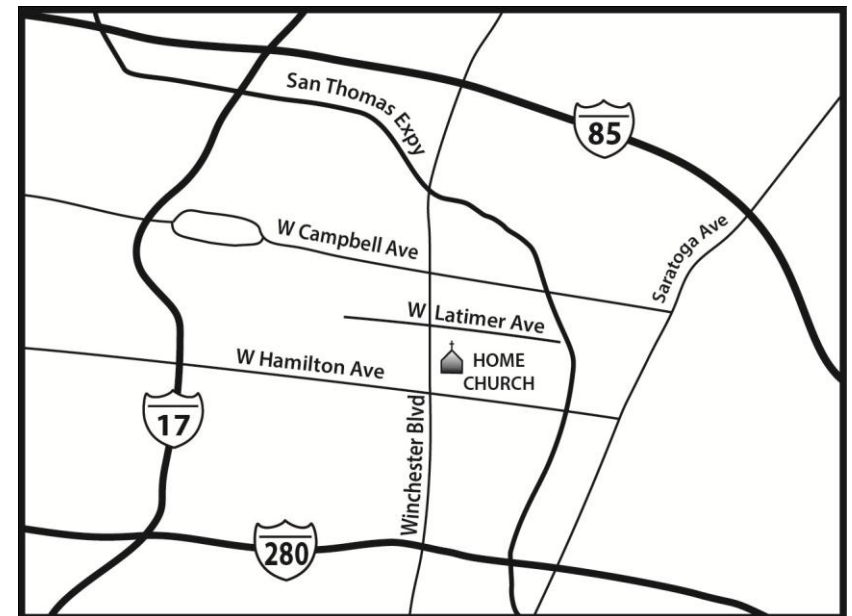 San Thomas Expy
85
Saratoga Ave
W Campbell Ave
W Latimer Ave
HOME
CHURCH
W Hamilton Ave
17
Winchester Blvd
280